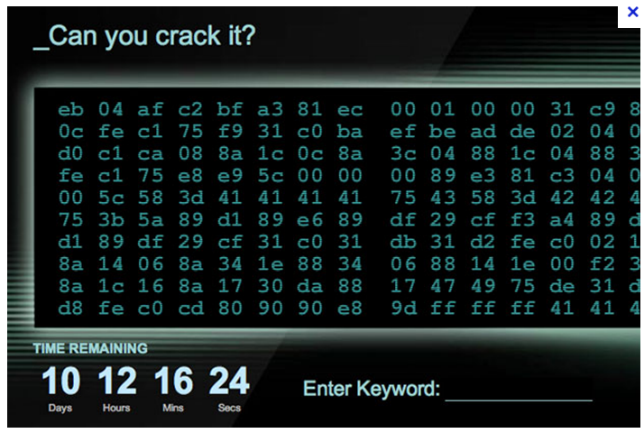 _Can you crack it?
eb 04 af c2 bf a3 81 ec 00 01 00 00 31 c9 8
0c fe c1 75 f9 31 c0 ba ef be ad de 02 04 0
d0 c1 ca 08 8a 1c 0c 8a 3c 04 88 1c 04 88 3
fe c1 75 e8 e9 5c 00 00 00 89 e3 81 c3 04 0
00 5c 58 3d 41 41 41 41 75 43 58 3d 42 42 4
75 3b 5a 89 d1 89 e6 89 df 29 cf f3 a4 89 d
d1 89 df 29 cf 31 c0 31 db 31 d2 fe c0 02 1
8a 14 06 8a 34 1e 88 34 06 88 14 1e 00 f2 3
8a 1c 16 8a 17 30 da 88 17 47 49 75 de 31 d
d8 fe c0 cd 80 90 90 e8 9d ff ff ff 41 41 4
TIME REMAINING
10 12 16 24
Days Hours Mins Secs
Enter Keyword: